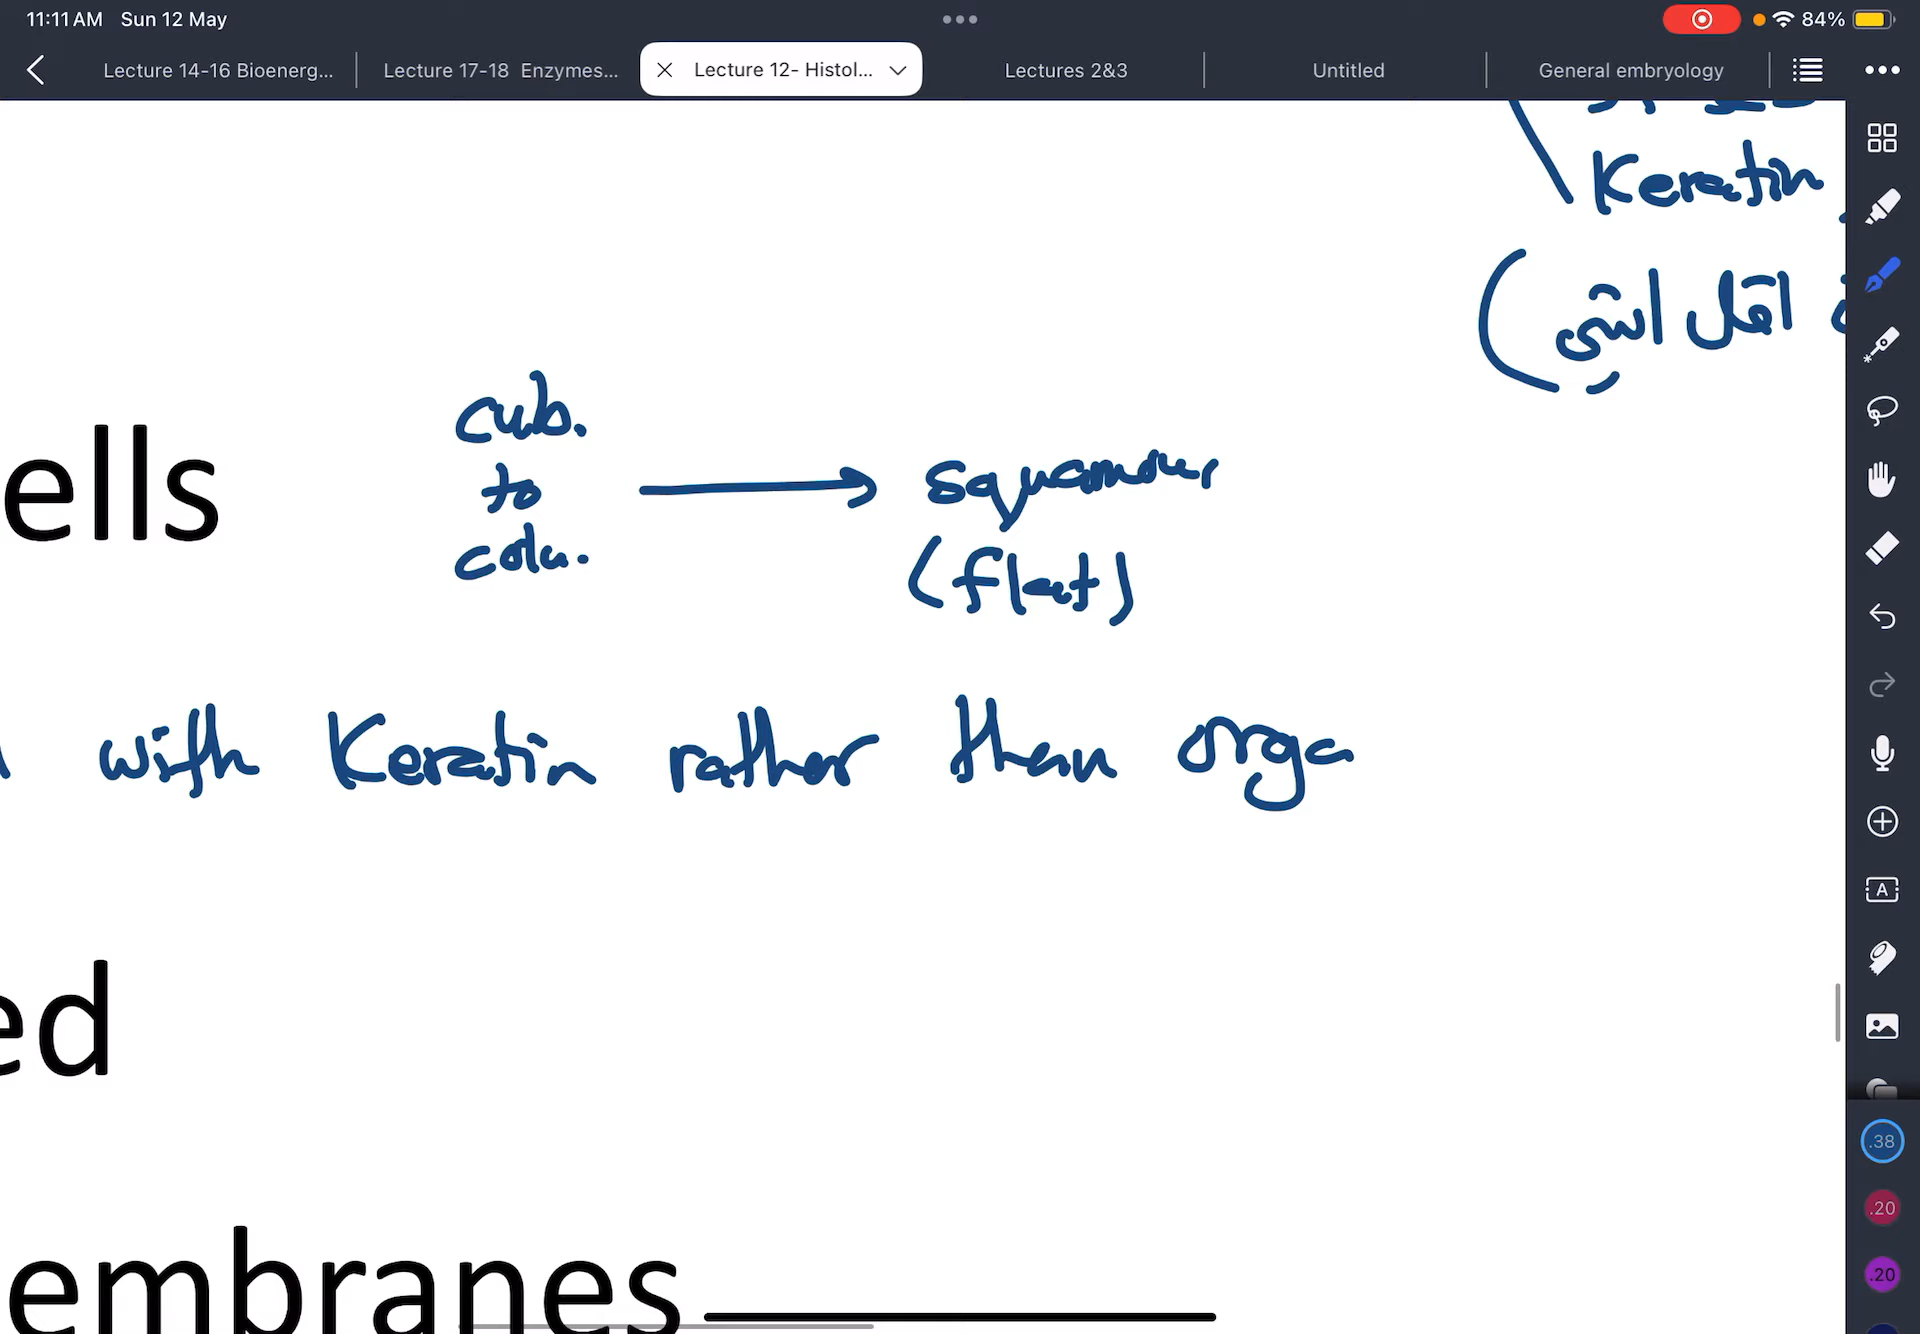 11:11 AM Sun 12 May
84%
Lecture 14-16 Bioenerg...
Lecture 17-18 Enzymes...
Lecture 12- Histol...
Lectures 2&3
Untitled
General embryology
Keratin
اقل اشي
cub.
to
colu.
squamous
(flat)
ells
with Keratin rather than orga
ed
embranes
A
.38
.20
.20